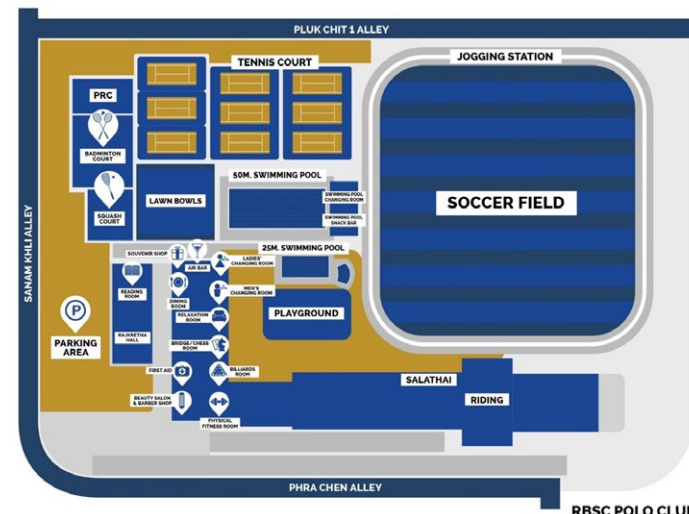 PLUK CHIT 1 ALLEY
JOGGING STATION
TENNIS COURT
PRC
BADMINTON
COURT
50M. SWIMMING POOL
SWIMMING POOL
CHANGING ROOM
SWIMMING POOL
SNACK BAR
SQUASH
COURT
LAWN BOWLS
SOCCER FIELD
SANAM KHLI ALLEY
25M. SWIMMING POOL
SOUVENIR SHOP
AIR BAR
LADIES'
CHANGING ROOM
READING
ROOM
DINING
ROOM
MEN'S
CHANGING ROOM
RELAXATION
ROOM
PLAYGROUND
P
PARKING
AREA
RAJKRETHA
HALL
BRIDGE/CHESS
ROOM
FIRST AID
BILLIARDS
ROOM
SALATHAI
RIDING
BEAUTY SALON
& BARBER SHOP
PHYSICAL
FITNESS ROOM
PHRA CHEN ALLEY
RBSC POLO CLUB